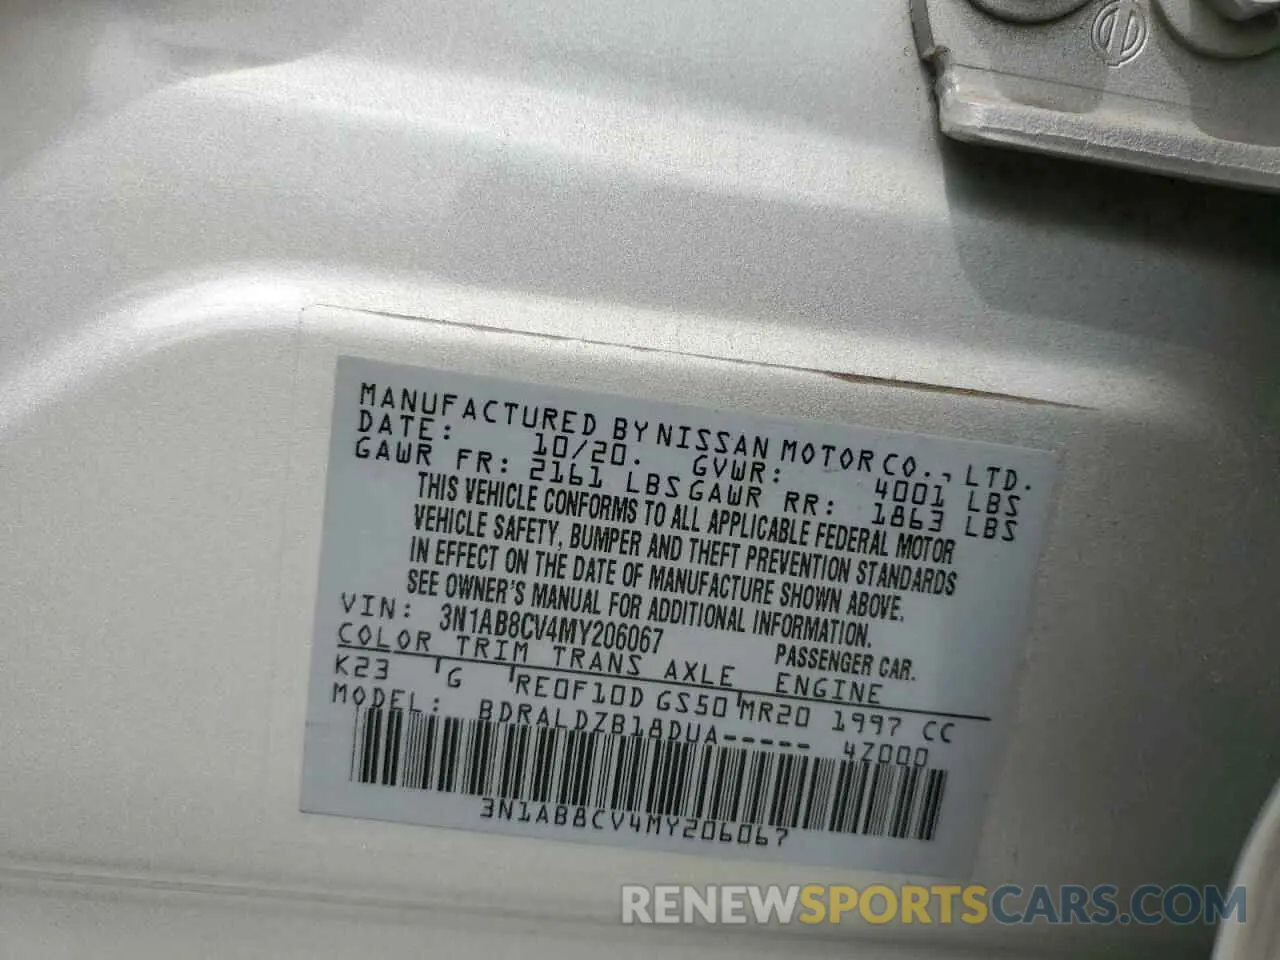 MANUFACTURED BY NISSAN MOTOR CO., LTD.
DATE: 10/20. GVWR: 4001 LBS
GAWR FR: 2161 LBS GAWR RR: 1863 LBS
THIS VEHICLE CONFORMS TO ALL APPLICABLE FEDERAL MOTOR
VEHICLE SAFETY, BUMPER AND THEFT PREVENTION STANDARDS
IN EFFECT ON THE DATE OF MANUFACTURE SHOWN ABOVE.
SEE OWNER'S MANUAL FOR ADDITIONAL INFORMATION.
VIN: 3N1AB8CV4MY206067 PASSENGER CAR.
COLOR TRIM TRANS AXLE ENGINE
K23 G RE0F10D GS50 MR20 1997 CC
MODEL: BDRALDZB18DUA----- 4Z000
3N1AB8CV4MY206067
RENEWSPORTSCARS.COM